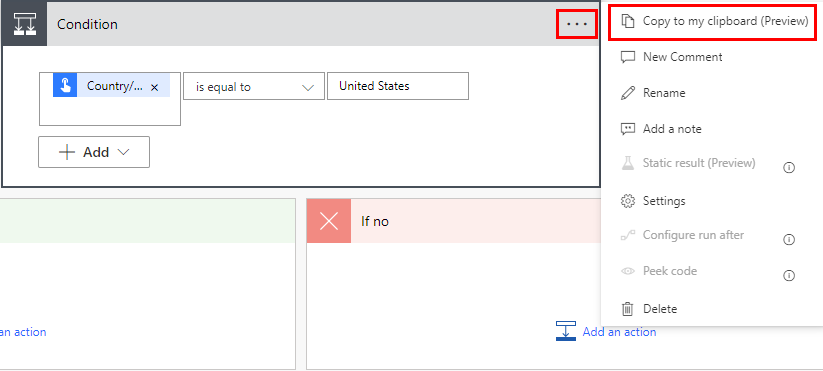 Condition
Country/... ×
is equal to
United States
Add
If no
an action
Add an action
Copy to my clipboard (Preview)
New Comment
Rename
Add a note
Static result (Preview)
Settings
Configure run after
Peek code
Delete